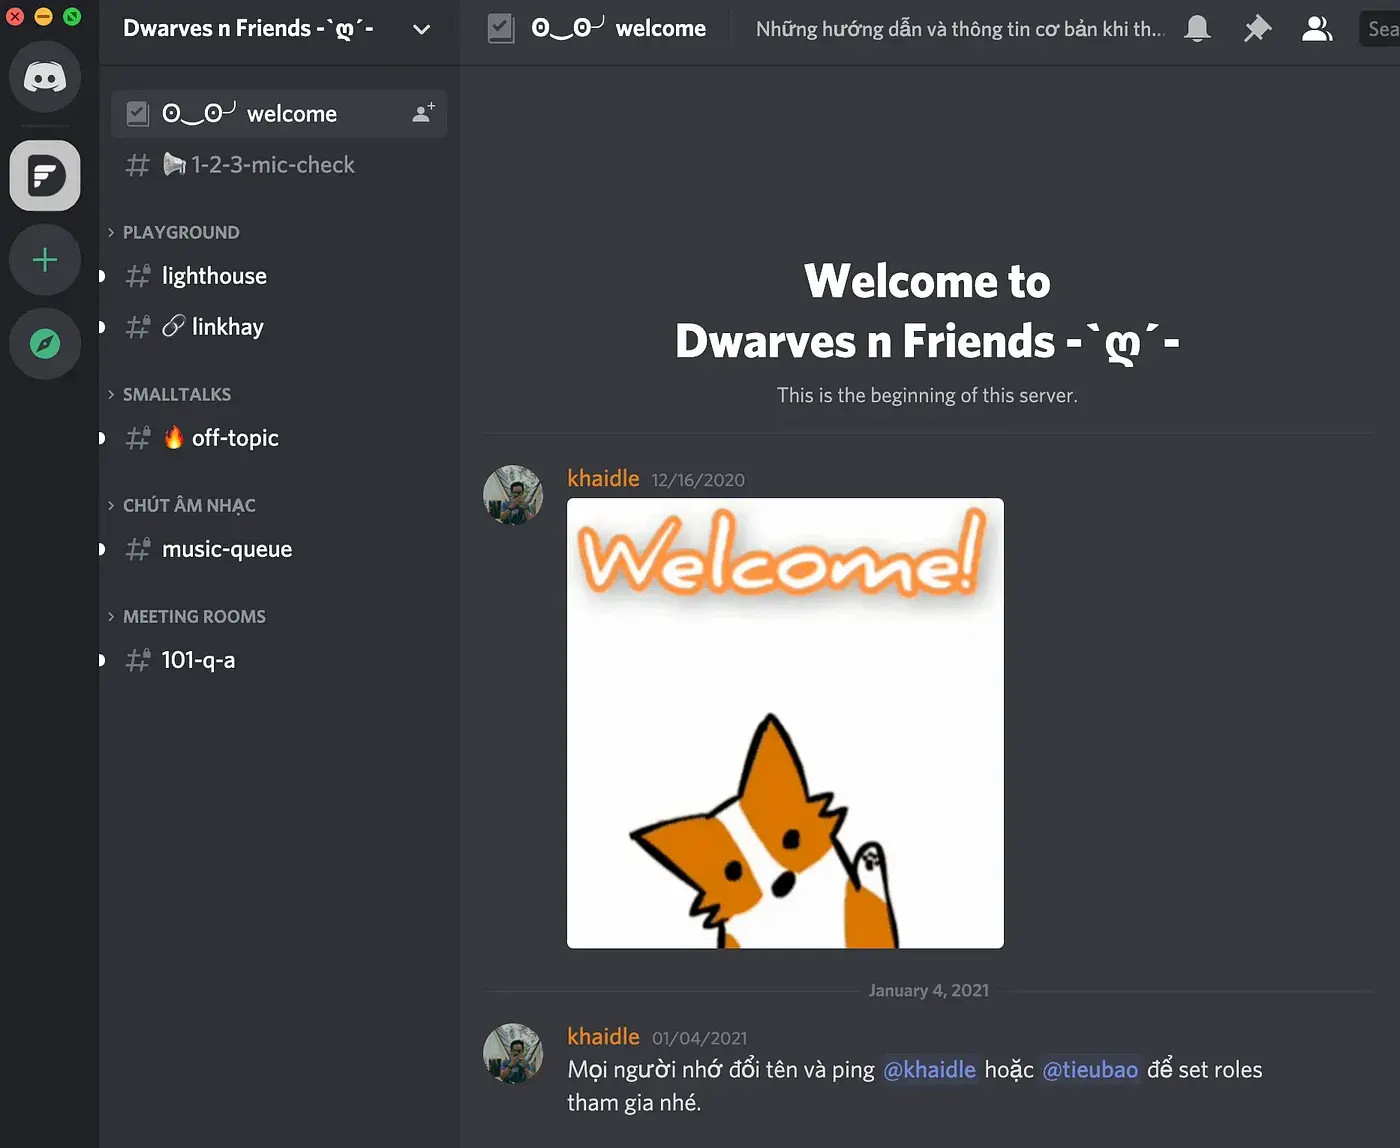 Dwarves n Friends -`ღ´-
ʘ‿ʘ╯ welcome
Những hướng dẫn và thông tin cơ bản khi th...
Sea
ʘ‿ʘ╯ welcome
# 📢 1-2-3-mic-check
> PLAYGROUND
# lighthouse
# 🔗 linkhay
> SMALLTALKS
# 🔥 off-topic
> CHÚT ÂM NHẠC
# music-queue
> MEETING ROOMS
# 101-q-a
Welcome to
Dwarves n Friends -`ღ´-
This is the beginning of this server.
khaidle 12/16/2020
Welcome!
January 4, 2021
khaidle 01/04/2021
Mọi người nhớ đổi tên và ping @khaidle hoặc @tieubao để set roles
tham gia nhé.